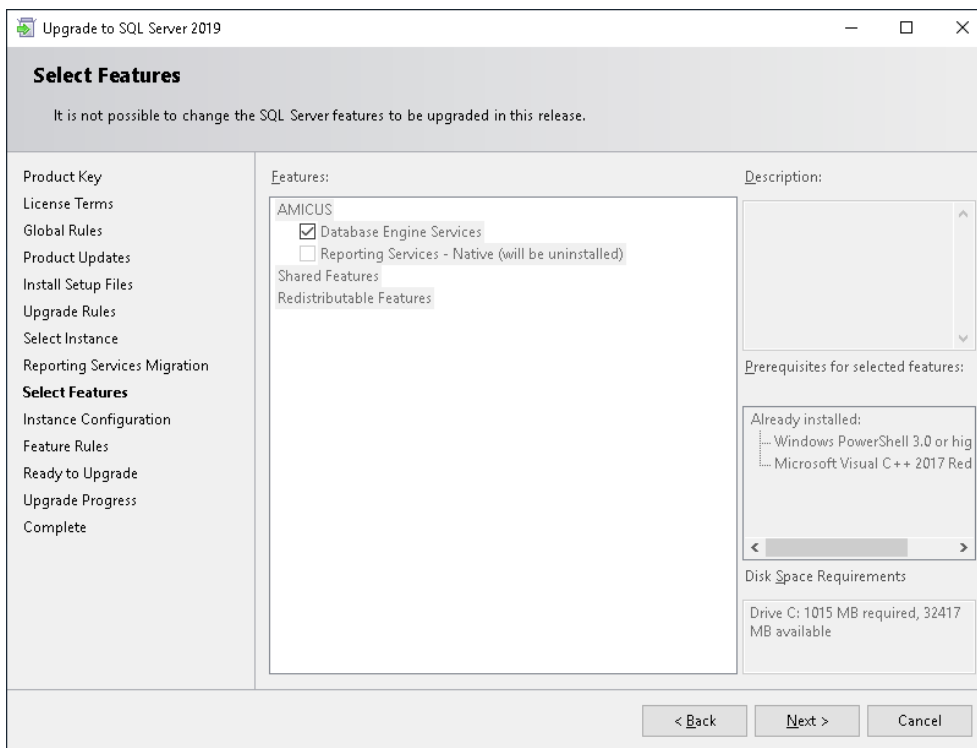 Upgrade to SQL Server 2019
Select Features
It is not possible to change the SQL Server features to be upgraded in this release.
Product Key
License Terms
Global Rules
Product Updates
Install Setup Files
Upgrade Rules
Select Instance
Reporting Services Migration
Select Features
Instance Configuration
Feature Rules
Ready to Upgrade
Upgrade Progress
Complete
Features:
AMICUS
Database Engine Services
Reporting Services - Native (will be uninstalled)
Shared Features
Redistributable Features
Description:
Prerequisites for selected features:
Already installed:
Windows PowerShell 3.0 or hig
Microsoft Visual C++ 2017 Red
Disk Space Requirements
Drive C: 1015 MB required, 32417
MB available
< Back
Next >
Cancel